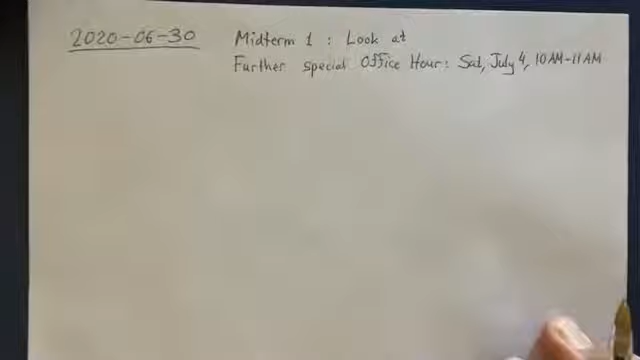 2020-06-30 Midterm 1 : Look at
Further special Office Hour: Sat, July 4, 10AM-11AM